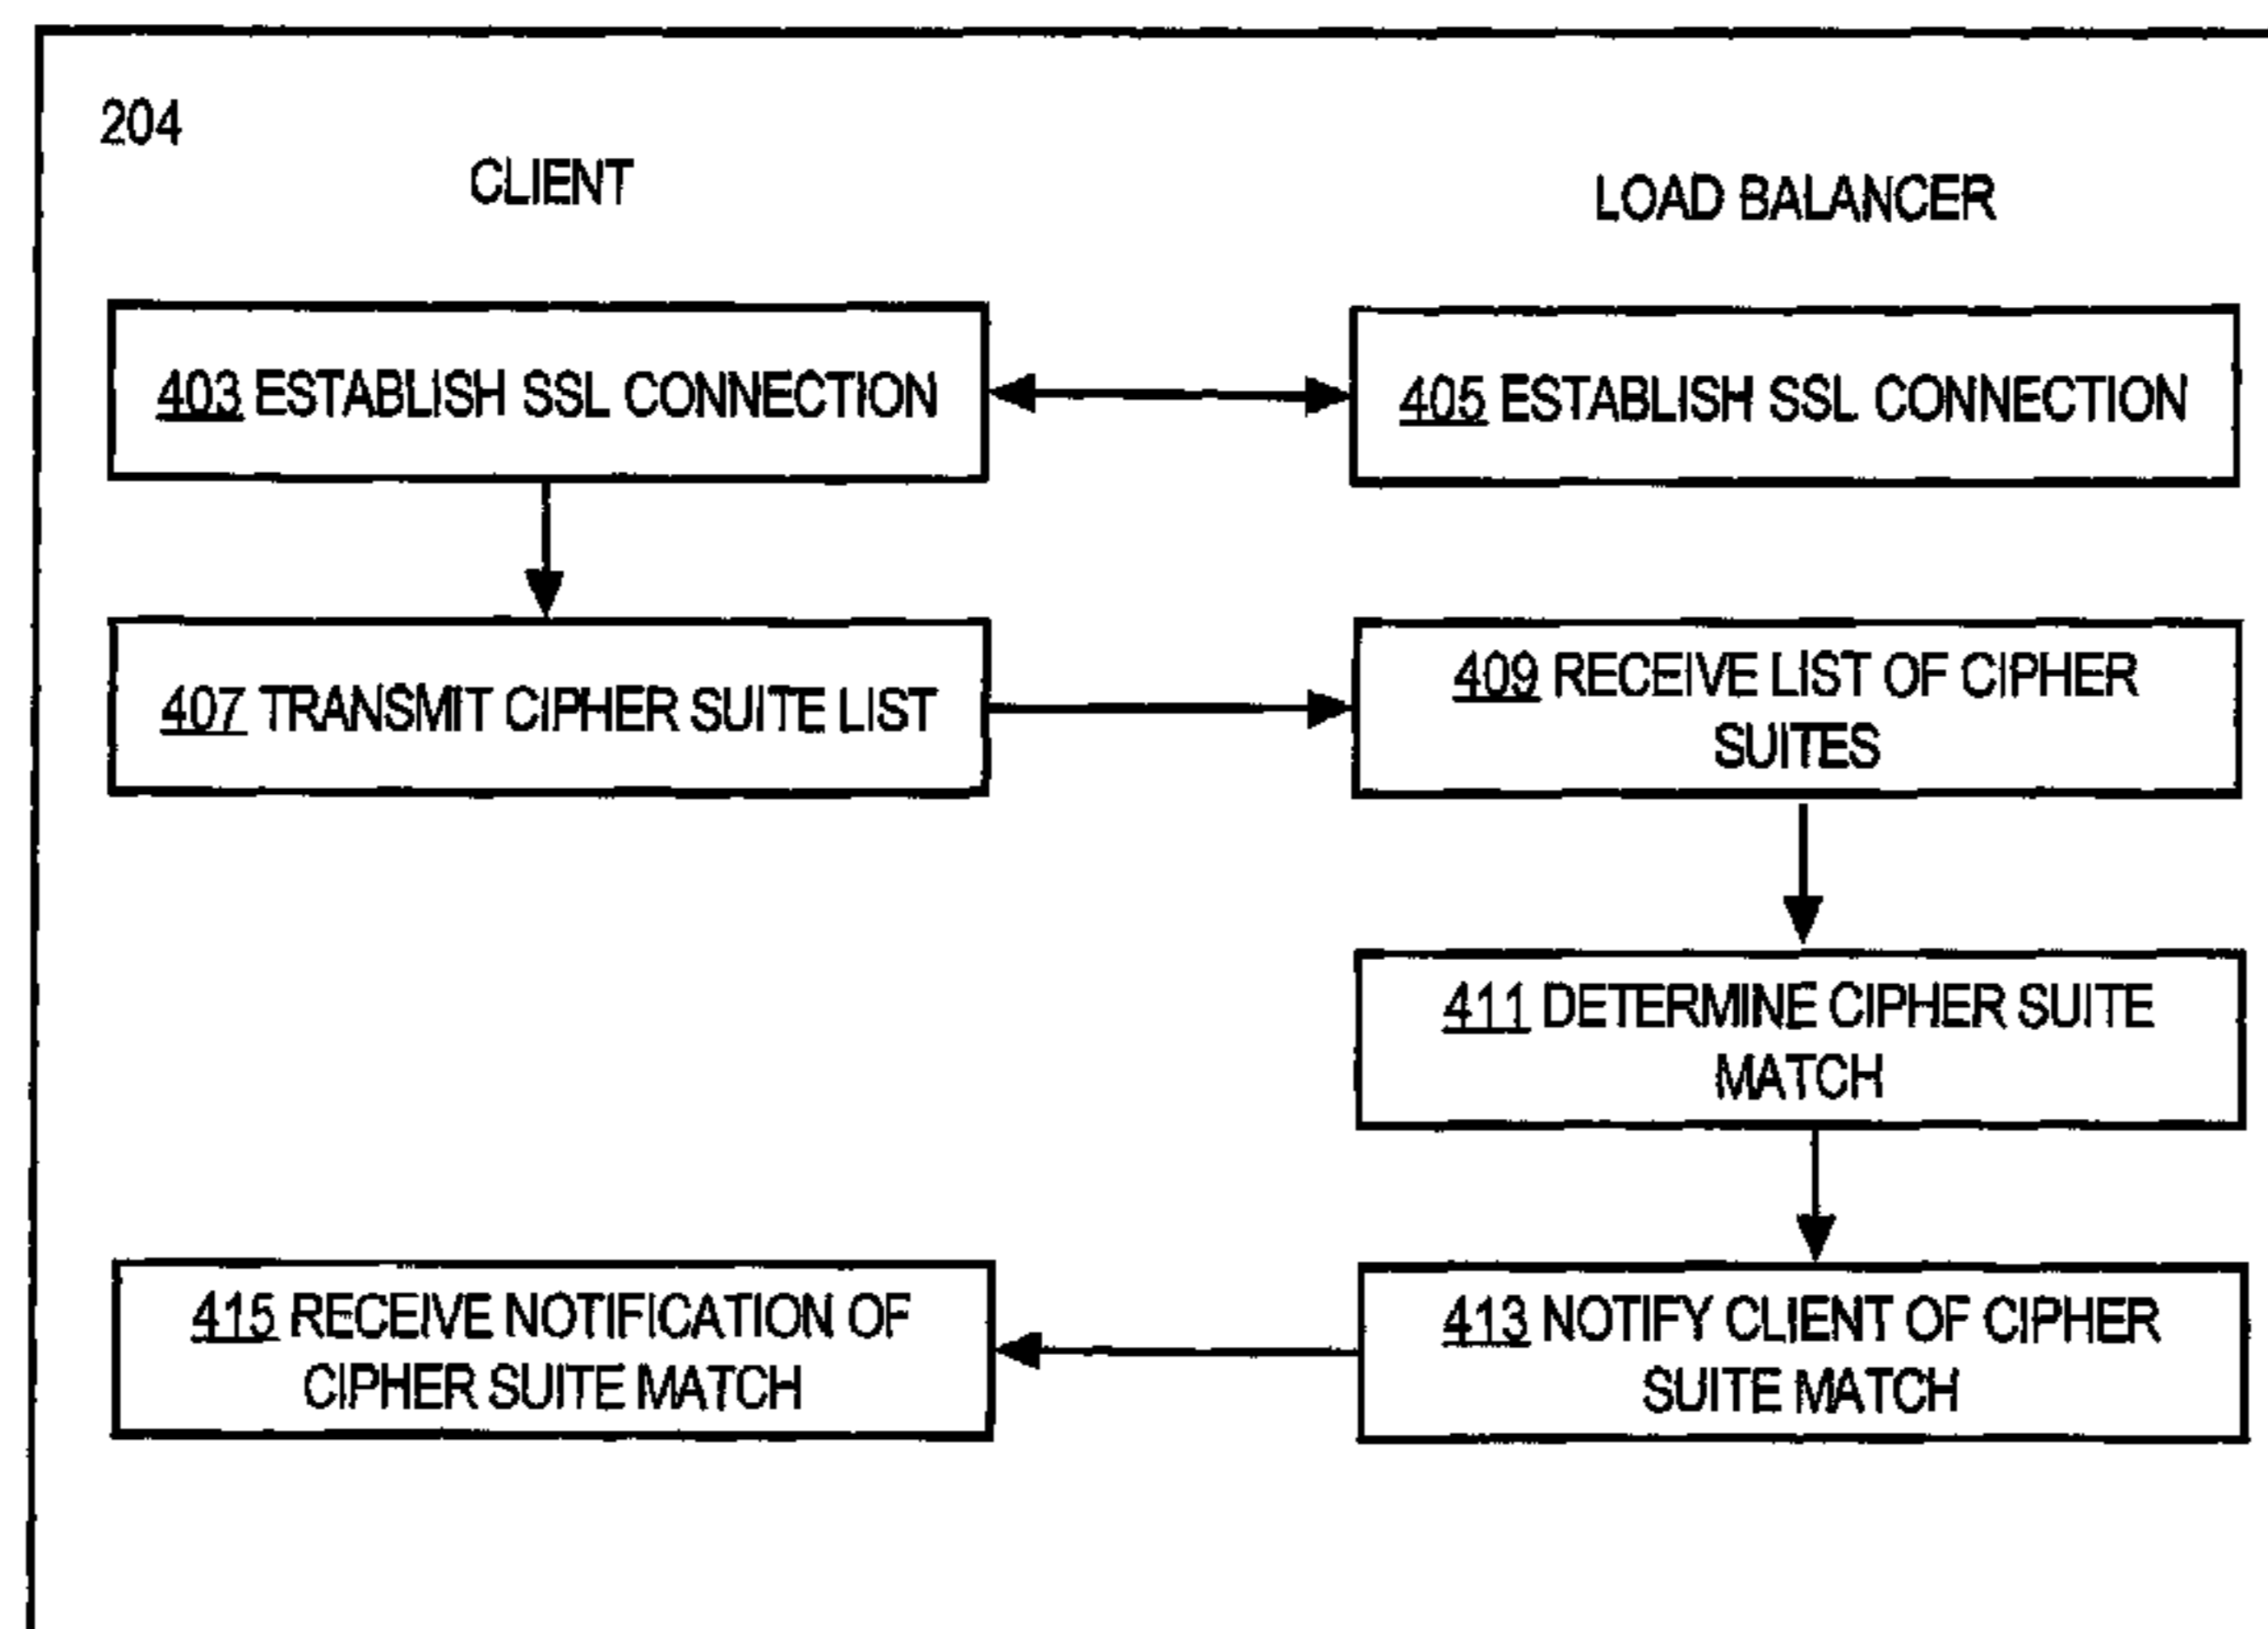 204
CLIENT
LOAD BALANCER
403 ESTABLISH SSL CONNECTION
405 ESTABLISH SSL CONNECTION
407 TRANSMIT CIPHER SUITE LIST
409 RECEIVE LIST OF CIPHER
SUITES
411 DETERMINE CIPHER SUITE
MATCH
415 RECEIVE NOTIFICATION OF
CIPHER SUITE MATCH
413 NOTIFY CLIENT OF CIPHER
SUITE MATCH